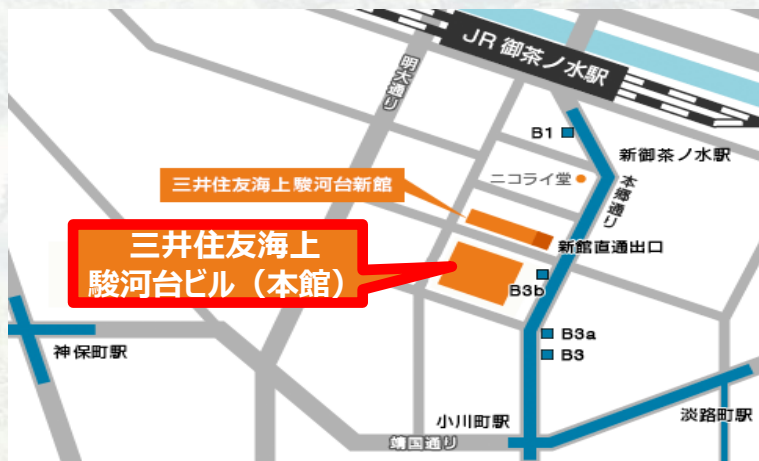 JR 御茶ノ水駅
明大通り
B1
新御茶ノ水駅
三井住友海上 駿河台新館
ニコライ堂
本郷通り
三井住友海上
駿河台ビル（本館）
新館直通出口
B3b
B3a
B3
神保町駅
小川町駅
淡路町駅
靖国通り